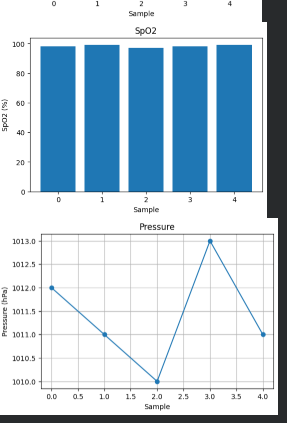 0 1 2 3 4
Sample
SpO2
100
80
60
40
20
0
SpO2 (%)
0 1 2 3 4
Sample
Pressure
1013.0
1012.5
1012.0
1011.5
1011.0
1010.5
1010.0
Pressure (hPa)
0.0 0.5 1.0 1.5 2.0 2.5 3.0 3.5 4.0
Sample